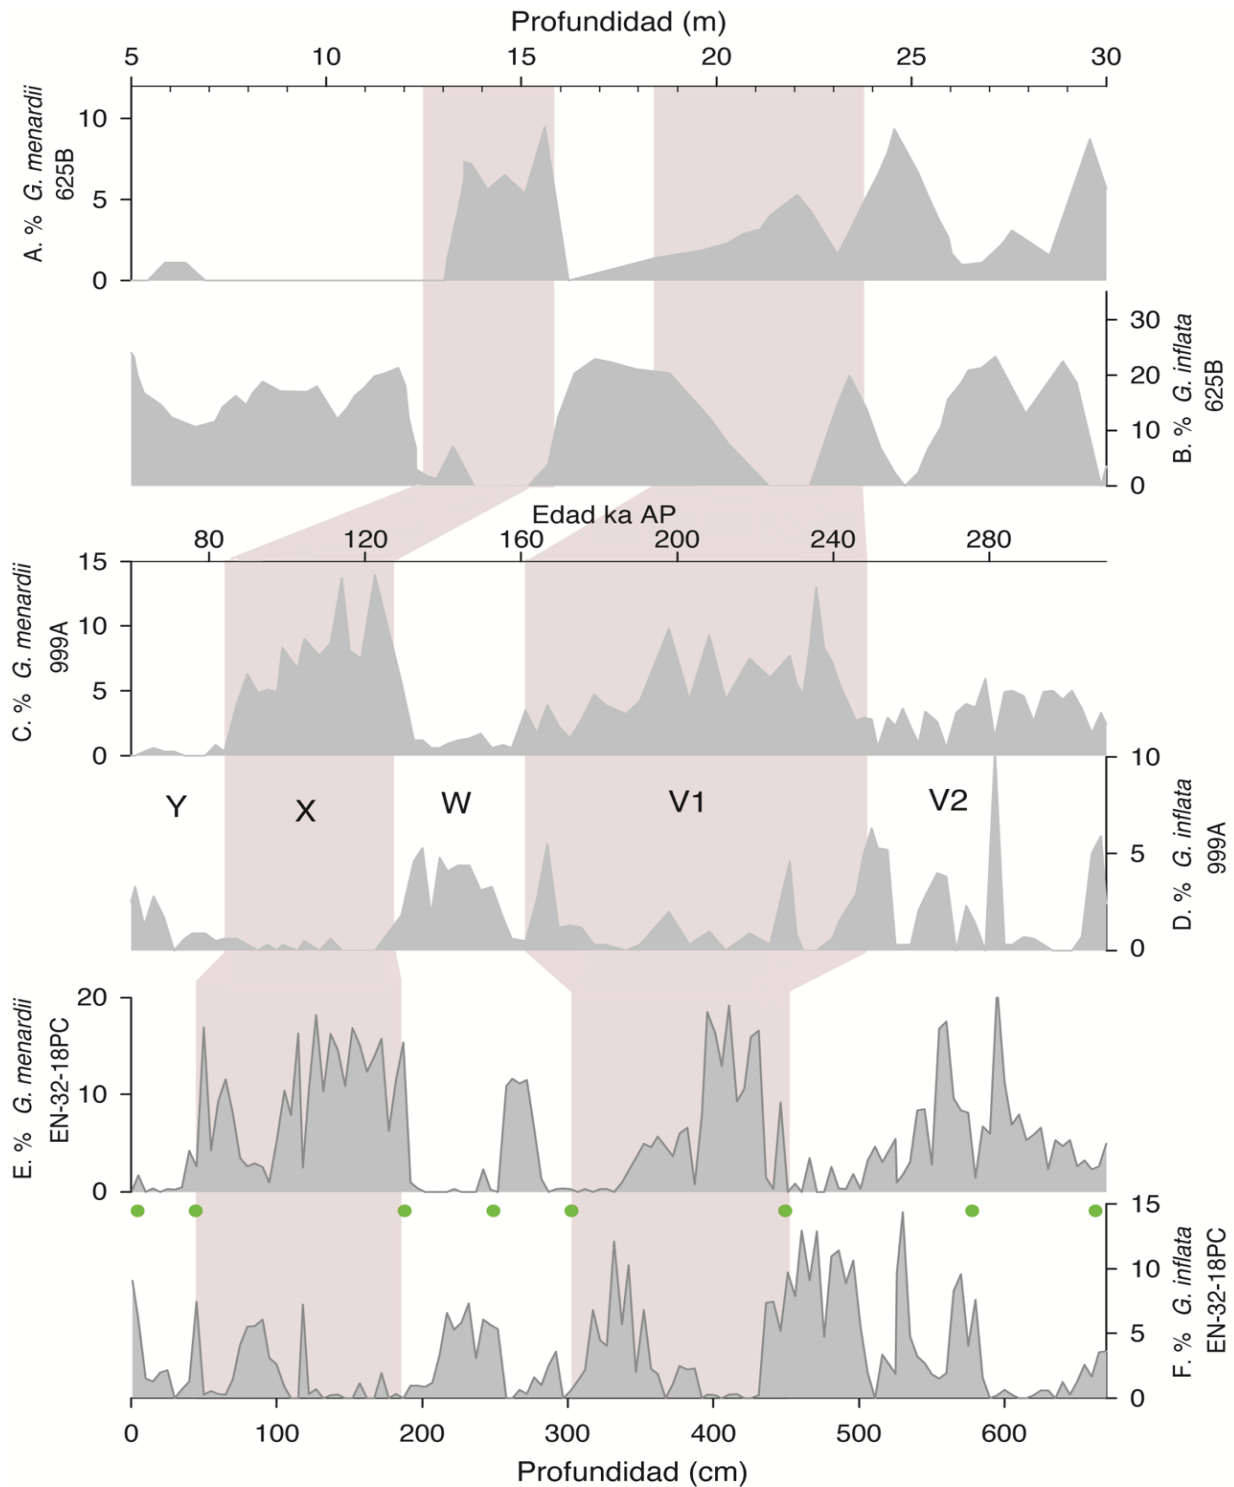 Profundidad (m)
5 10 15 20 25 30
A. % G. menardii
625B
10
5
0
30
20
10
0
B. % G. inflata
625B
Edad ka AP
80 120 160 200 240 280
C. % G. menardii
999A
15
10
5
0
Y X W V1 V2
10
5
0
D. % G. inflata
999A
E. % G. menardii
EN-32-18PC
20
10
0
15
10
5
0
F. % G. inflata
EN-32-18PC
0 100 200 300 400 500 600
Profundidad (cm)